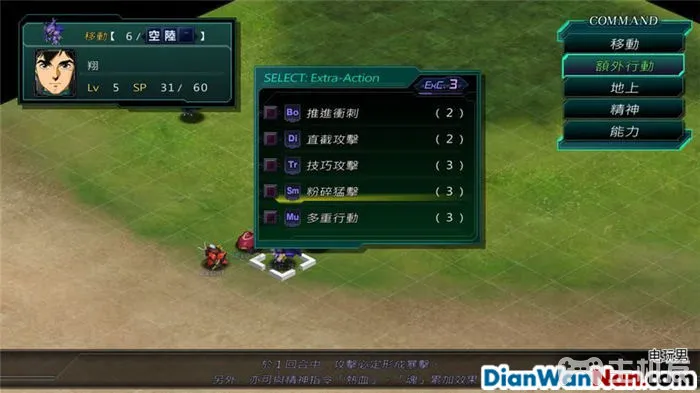 移動【 6/ 空陸 】
翔
Lv 5 SP 31/ 60
SELECT: Extra-Action
ExC. 3
Bo 推進衝刺 (2)
Di 直截攻擊 (2)
Tr 技巧攻擊 (3)
Sm 粉碎猛擊 (3)
Mu 多重行動 (3)
COMMAND
移動
額外行動
地上
精神
能力
於1回合中，攻擊必定形成暴擊
另外，亦可與精神指令「熱血」、「魂」累加效果
电玩男
DianWanNan.com